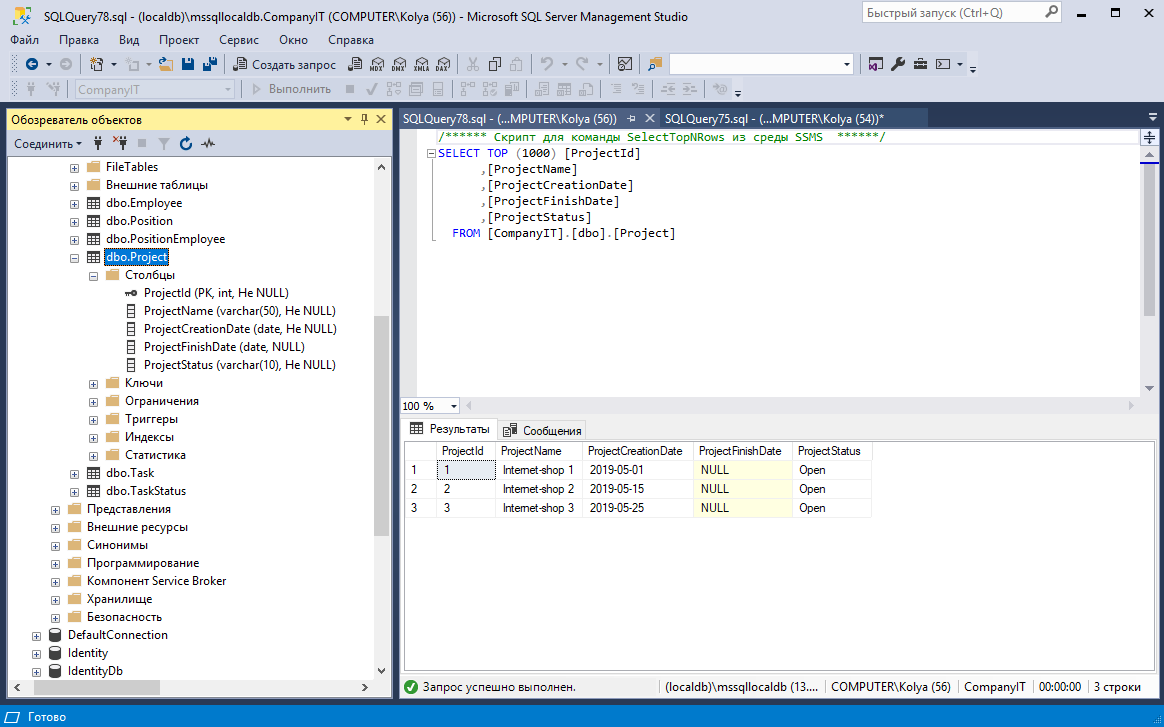 SQLQuery78.sql - (localdb)\mssqllocaldb.CompanyIT (COMPUTER\Kolya (56)) - Microsoft SQL Server Management Studio
Быстрый запуск (Ctrl+Q)
Файл Правка Вид Проект Сервис Окно Справка
Создать запрос MDX DMX XMLA DAX
CompanyIT Выполнить
Обозреватель объектов
Соединить
FileTables
Внешние таблицы
dbo.Employee
dbo.Position
dbo.PositionEmployee
dbo.Project
Столбцы
ProjectId (PK, int, Не NULL)
ProjectName (varchar(50), Не NULL)
ProjectCreationDate (date, Не NULL)
ProjectFinishDate (date, NULL)
ProjectStatus (varchar(10), Не NULL)
Ключи
Ограничения
Триггеры
Индексы
Статистика
dbo.Task
dbo.TaskStatus
Представления
Внешние ресурсы
Синонимы
Программирование
Компонент Service Broker
Хранилище
Безопасность
DefaultConnection
Identity
IdentityDb
SQLQuery78.sql - (...MPUTER\Kolya (56)) SQLQuery75.sql - (...MPUTER\Kolya (54))*
/****** Скрипт для команды SelectTopNRows из среды SSMS  ******/
SELECT TOP (1000) [ProjectId]
,[ProjectName]
,[ProjectCreationDate]
,[ProjectFinishDate]
,[ProjectStatus]
FROM [CompanyIT].[dbo].[Project]
100 %
Результаты Сообщения
ProjectId ProjectName ProjectCreationDate ProjectFinishDate ProjectStatus
1 1 Internet-shop 1 2019-05-01 NULL Open
2 2 Internet-shop 2 2019-05-15 NULL Open
3 3 Internet-shop 3 2019-05-25 NULL Open
Запрос успешно выполнен. (localdb)\mssqllocaldb (13.... COMPUTER\Kolya (56) CompanyIT 00:00:00 3 строки
Готово